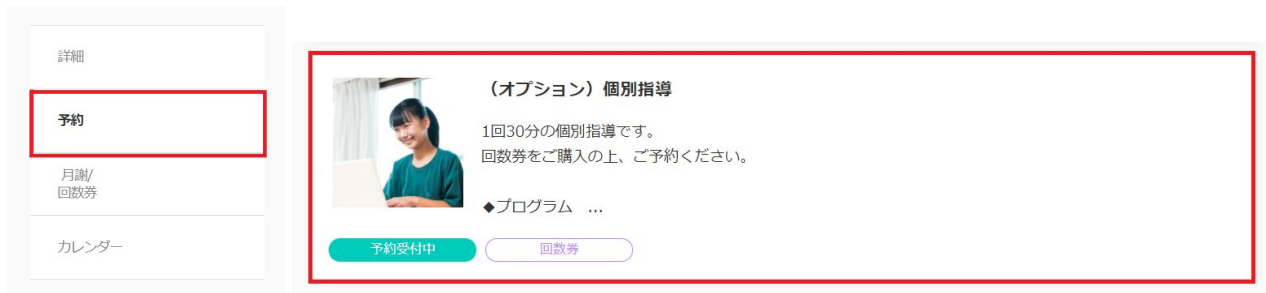 詳細
予約
月謝/
回数券
カレンダー
（オプション）個別指導
1回30分の個別指導です。
回数券をご購入の上、ご予約ください。
◆プログラム　...
予約受付中
回数券